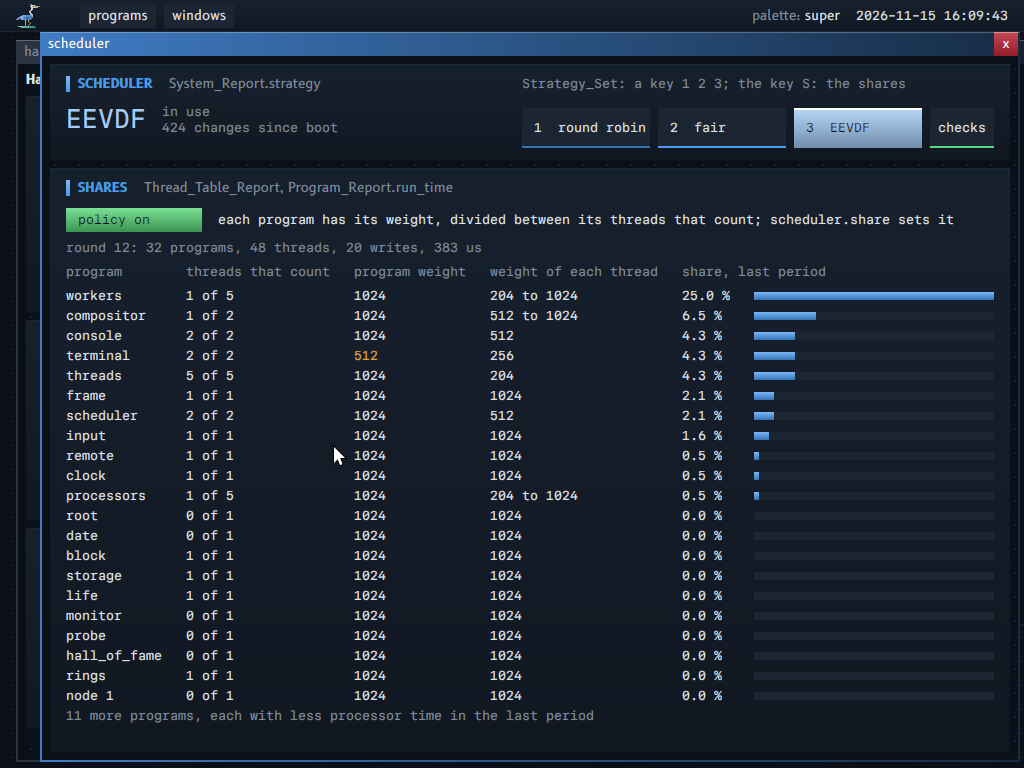 programs windows palette: super 2026-11-15 16:09:43
scheduler x
SCHEDULER System_Report.strategy Strategy_Set: a key 1 2 3; the key S: the shares
EEVDF in use
424 changes since boot
1 round robin 2 fair 3 EEVDF checks
SHARES Thread_Table_Report, Program_Report.run_time
policy on each program has its weight, divided between its threads that count; scheduler.share sets it
round 12: 32 programs, 48 threads, 20 writes, 383 us
program threads that count program weight weight of each thread share, last period
workers 1 of 5 1024 204 to 1024 25.0 %
compositor 1 of 2 1024 512 to 1024 6.5 %
console 2 of 2 1024 512 4.3 %
terminal 2 of 2 512 256 4.3 %
threads 5 of 5 1024 204 4.3 %
frame 1 of 1 1024 1024 2.1 %
scheduler 2 of 2 1024 512 2.1 %
input 1 of 1 1024 1024 1.6 %
remote 1 of 1 1024 1024 0.5 %
clock 1 of 1 1024 1024 0.5 %
processors 1 of 5 1024 204 to 1024 0.5 %
root 0 of 1 1024 1024 0.0 %
date 0 of 1 1024 1024 0.0 %
block 1 of 1 1024 1024 0.0 %
storage 1 of 1 1024 1024 0.0 %
life 1 of 1 1024 1024 0.0 %
monitor 0 of 1 1024 1024 0.0 %
probe 0 of 1 1024 1024 0.0 %
hall_of_fame 0 of 1 1024 1024 0.0 %
rings 1 of 1 1024 1024 0.0 %
node 1 0 of 1 1024 1024 0.0 %
11 more programs, each with less processor time in the last period